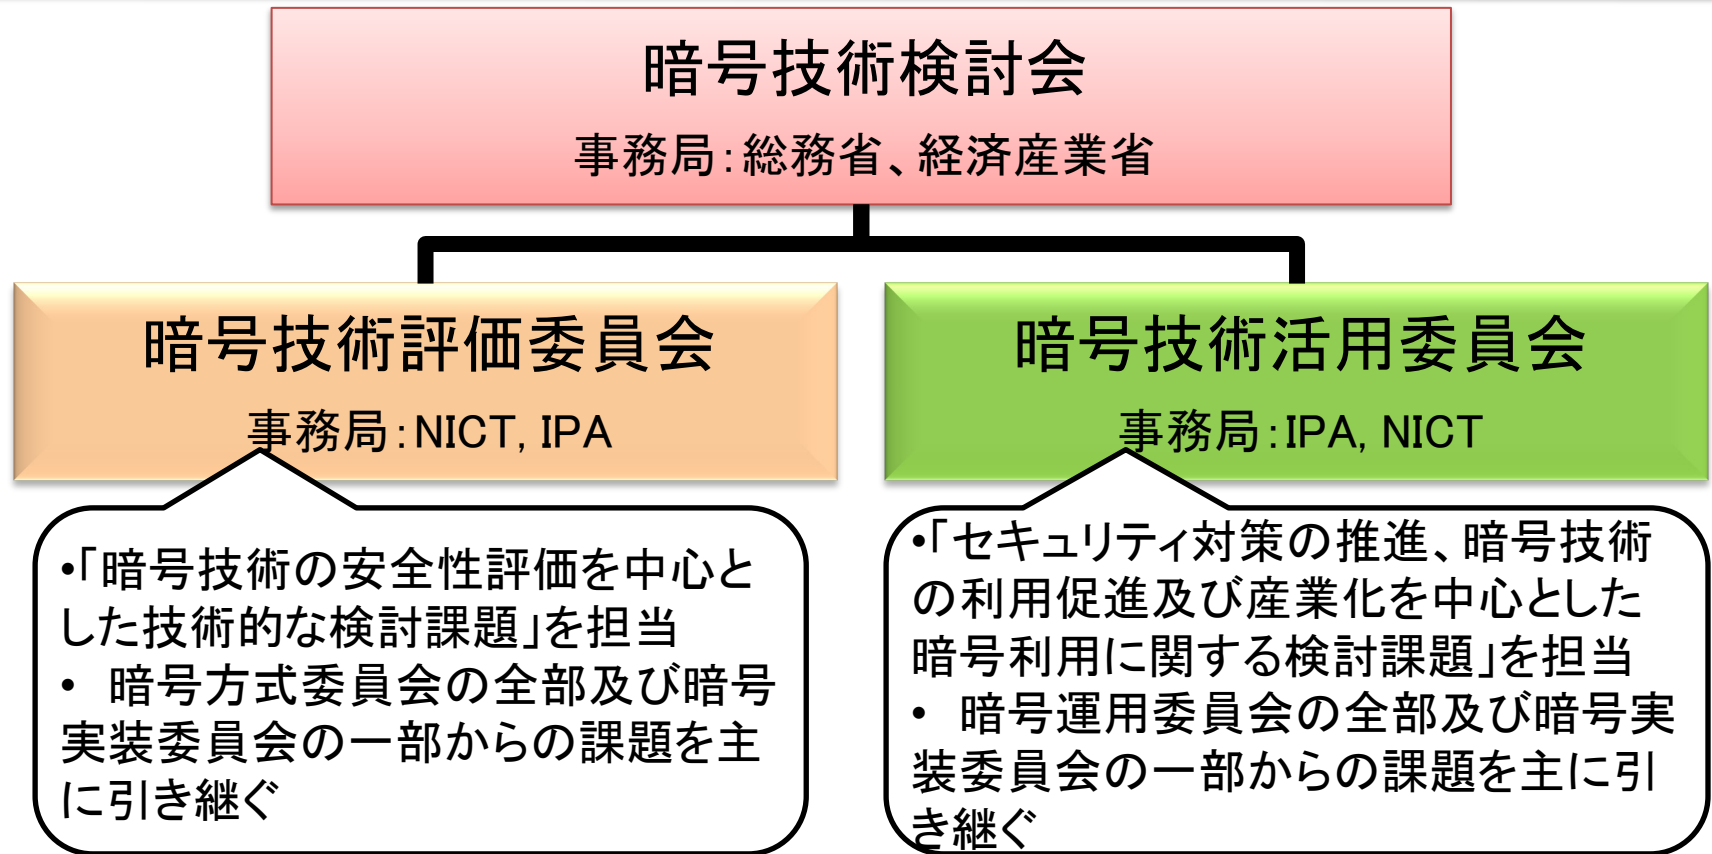 暗号技術検討会
事務局：総務省、経済産業省
暗号技術評価委員会
事務局：NICT, IPA
•「暗号技術の安全性評価を中心と
した技術的な検討課題」を担当
• 暗号方式委員会の全部及び暗号
実装委員会の一部からの課題を主
に引き継ぐ
暗号技術活用委員会
事務局：IPA, NICT
•「セキュリティ対策の推進、暗号技術
の利用促進及び産業化を中心とした
暗号利用に関する検討課題」を担当
• 暗号運用委員会の全部及び暗号実
装委員会の一部からの課題を主に引
き継ぐ